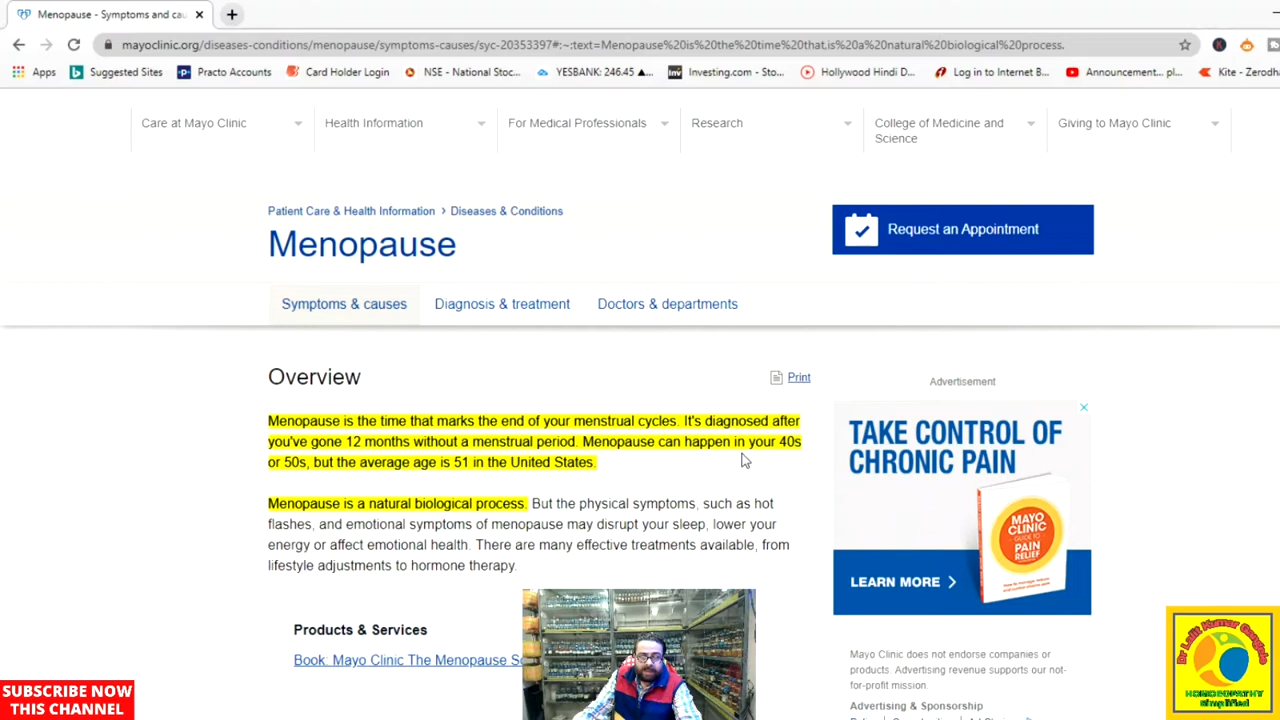 Menopause - Symptoms and cau
mayoclinic.org/diseases-conditions/menopause/symptoms-causes/syc-20353397#:~:text=Menopause%20is%20the%20time%20that,is%20a%20natural%20biological%20process.
Apps Suggested Sites Practo Accounts Card Holder Login NSE - National Stoc... YESBANK: 246.45 ▲... Investing.com - Sto... Hollywood Hindi D... Log in to Internet B... Announcement... pl... Kite - Zerodh
Care at Mayo Clinic Health Information For Medical Professionals Research College of Medicine and Giving to Mayo Clinic
Science
Patient Care & Health Information › Diseases & Conditions
Menopause
Request an Appointment
Symptoms & causes Diagnosis & treatment Doctors & departments
Overview
Print
Menopause is the time that marks the end of your menstrual cycles. It's diagnosed after
you've gone 12 months without a menstrual period. Menopause can happen in your 40s
or 50s, but the average age is 51 in the United States.
Menopause is a natural biological process. But the physical symptoms, such as hot
flashes, and emotional symptoms of menopause may disrupt your sleep, lower your
energy or affect emotional health. There are many effective treatments available, from
lifestyle adjustments to hormone therapy.
Products & Services
Book: Mayo Clinic The Menopause S
Advertisement
TAKE CONTROL OF
CHRONIC PAIN
MAYO
CLINIC
GUIDE TO
PAIN
RELIEF
LEARN MORE
Mayo Clinic does not endorse companies or
products. Advertising revenue supports our not-
for-profit mission.
Advertising & Sponsorship
SUBSCRIBE NOW
THIS CHANNEL
HOMOEOPATHY
Simplified